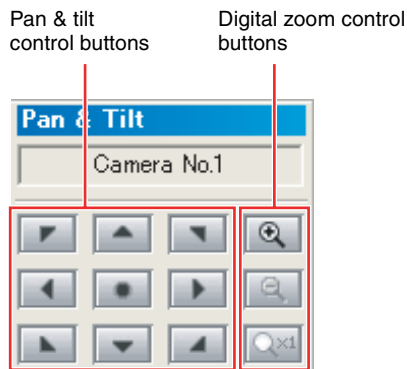 Pan & tilt
control buttons
Digital zoom control
buttons
Pan & Tilt
Camera No.1
×1